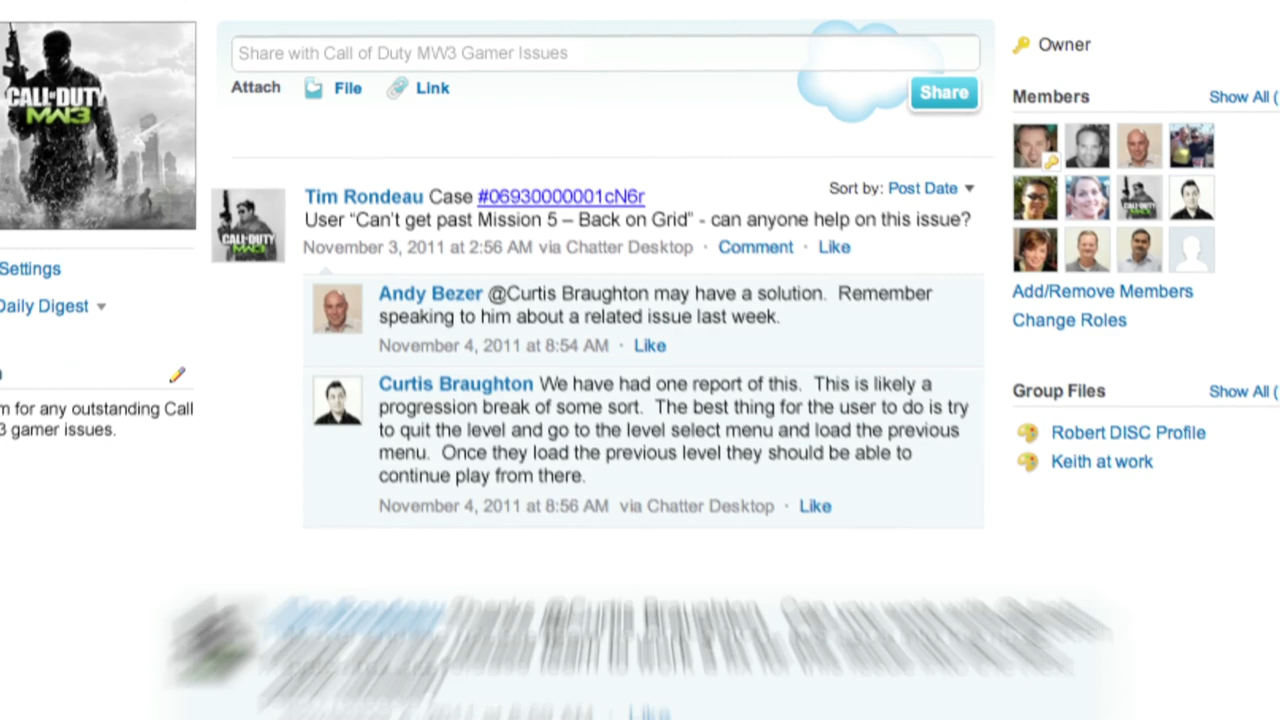 CALL·DUTY
MW3
Settings
Daily Digest
m for any outstanding Call
3 gamer issues.
Share with Call of Duty MW3 Gamer Issues
Attach File Link
Share
Sort by: Post Date
Tim Rondeau Case #06930000001cN6r
User “Can't get past Mission 5 – Back on Grid” - can anyone help on this issue?
November 3, 2011 at 2:56 AM via Chatter Desktop · Comment · Like
CALL·DUTY
MW3
Andy Bezer @Curtis Braughton may have a solution. Remember
speaking to him about a related issue last week.
November 4, 2011 at 8:54 AM · Like
Curtis Braughton We have had one report of this. This is likely a
progression break of some sort. The best thing for the user to do is try
to quit the level and go to the level select menu and load the previous
menu. Once they load the previous level they should be able to
continue play from there.
November 4, 2011 at 8:56 AM via Chatter Desktop · Like
@Curtis Braughton
Like
Owner
Members Show All (
Add/Remove Members
Change Roles
Group Files Show All (
Robert DISC Profile
Keith at work